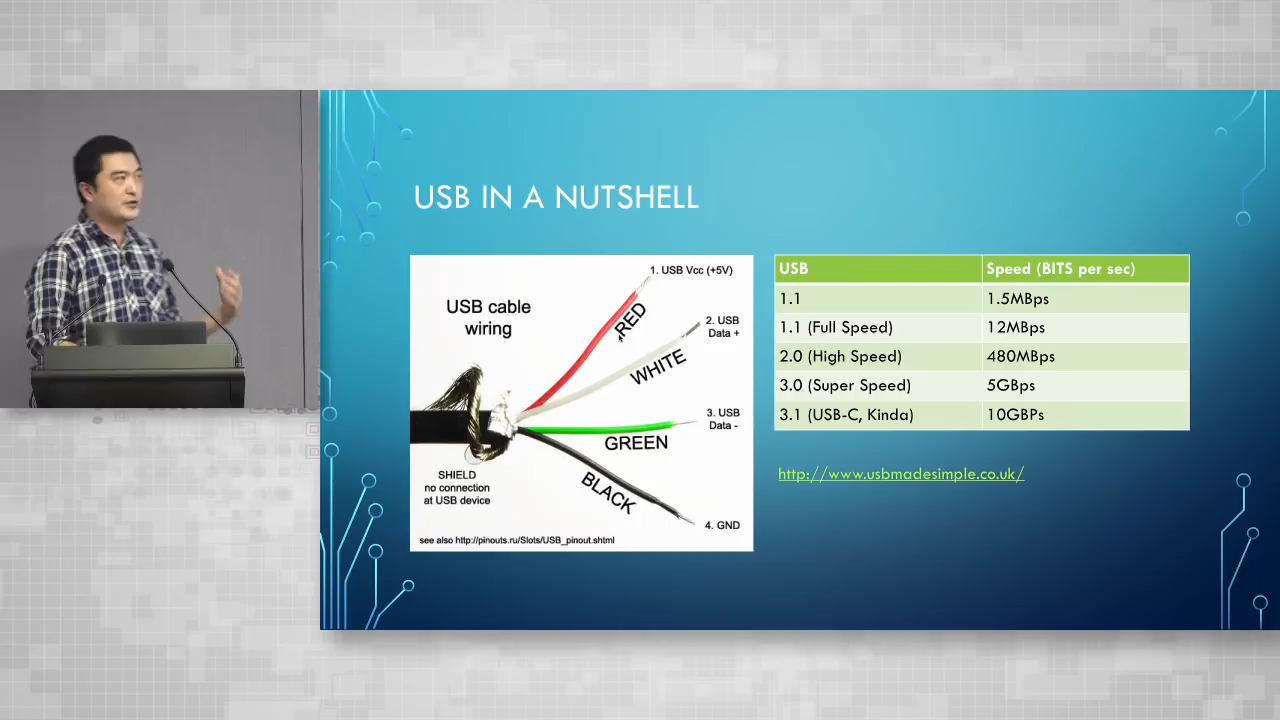 USB IN A NUTSHELL
1. USB Vcc (+5V)
USB cable
wiring
RED
2. USB
Data +
WHITE
3. USB
Data -
GREEN
SHIELD
no connection
at USB device
BLACK
4. GND
see also http://pinouts.ru/Slots/USB_pinout.shtml
USB Speed (BITS per sec)
1.1 1.5MBps
1.1 (Full Speed) 12MBps
2.0 (High Speed) 480MBps
3.0 (Super Speed) 5GBps
3.1 (USB-C, Kinda) 10GBPs
http://www.usbmadesimple.co.uk/